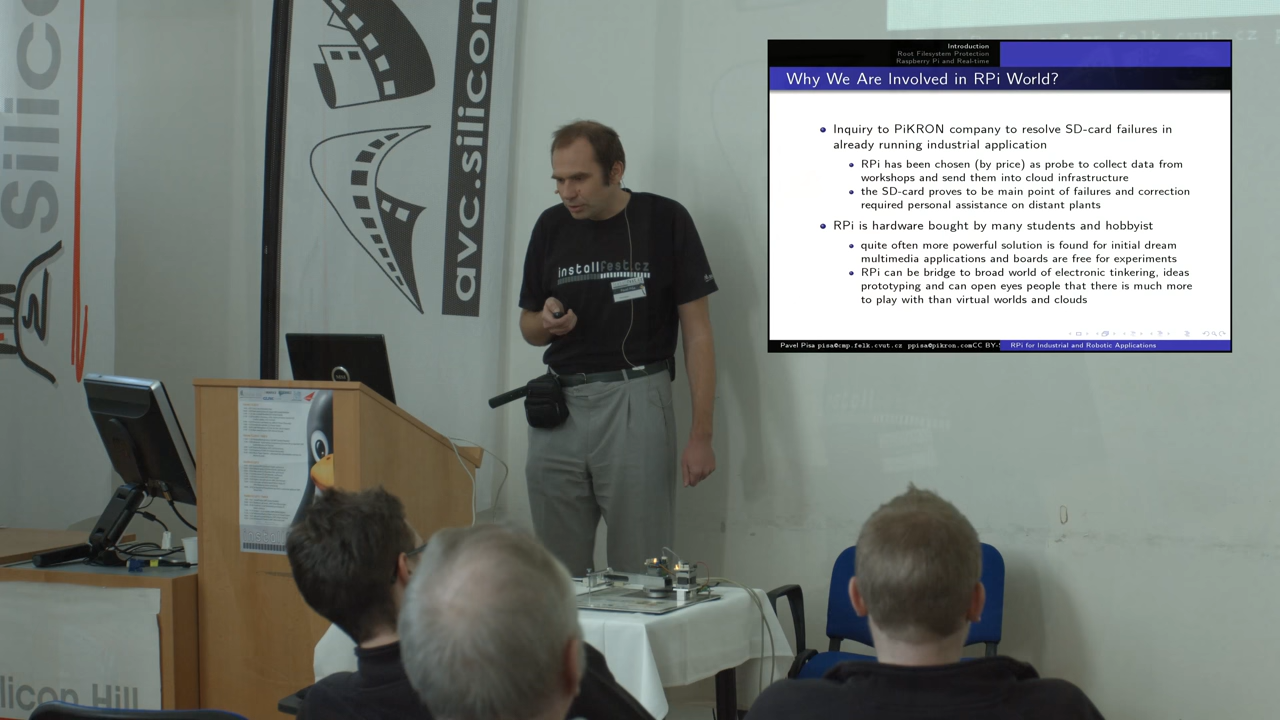 Silico
avc.silicon
installfest.cz
Introduction
Root Filesystem Protection
Raspberry Pi and Real-time
Why We Are Involved in RPi World?
Inquiry to PiKRON company to resolve SD-card failures in
already running industrial application
RPi has been chosen (by price) as probe to collect data from
workshops and send them into cloud infrastructure
the SD-card proves to be main point of failures and correction
required personal assistance on distant plants
RPi is hardware bought by many students and hobbyist
quite often more powerful solution is found for initial dream
multimedia applications and boards are free for experiments
RPi can be bridge to broad world of electronic tinkering, ideas
prototyping and can open eyes people that there is much more
to play with than virtual worlds and clouds
Pavel Pisa pisa@cmp.felk.cvut.cz ppisa@pikron.comCC BY-S
RPi for Industrial and Robotic Applications
licon Hill